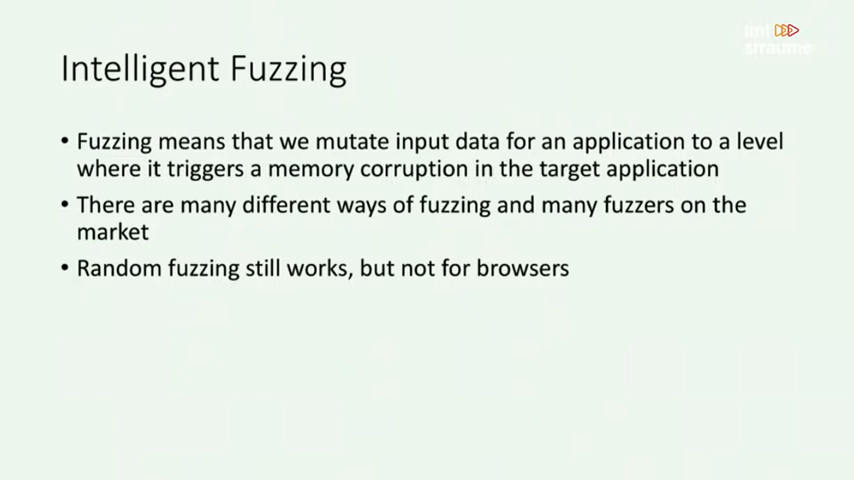 Intelligent Fuzzing
• Fuzzing means that we mutate input data for an application to a level
where it triggers a memory corruption in the target application
• There are many different ways of fuzzing and many fuzzers on the
market
• Random fuzzing still works, but not for browsers